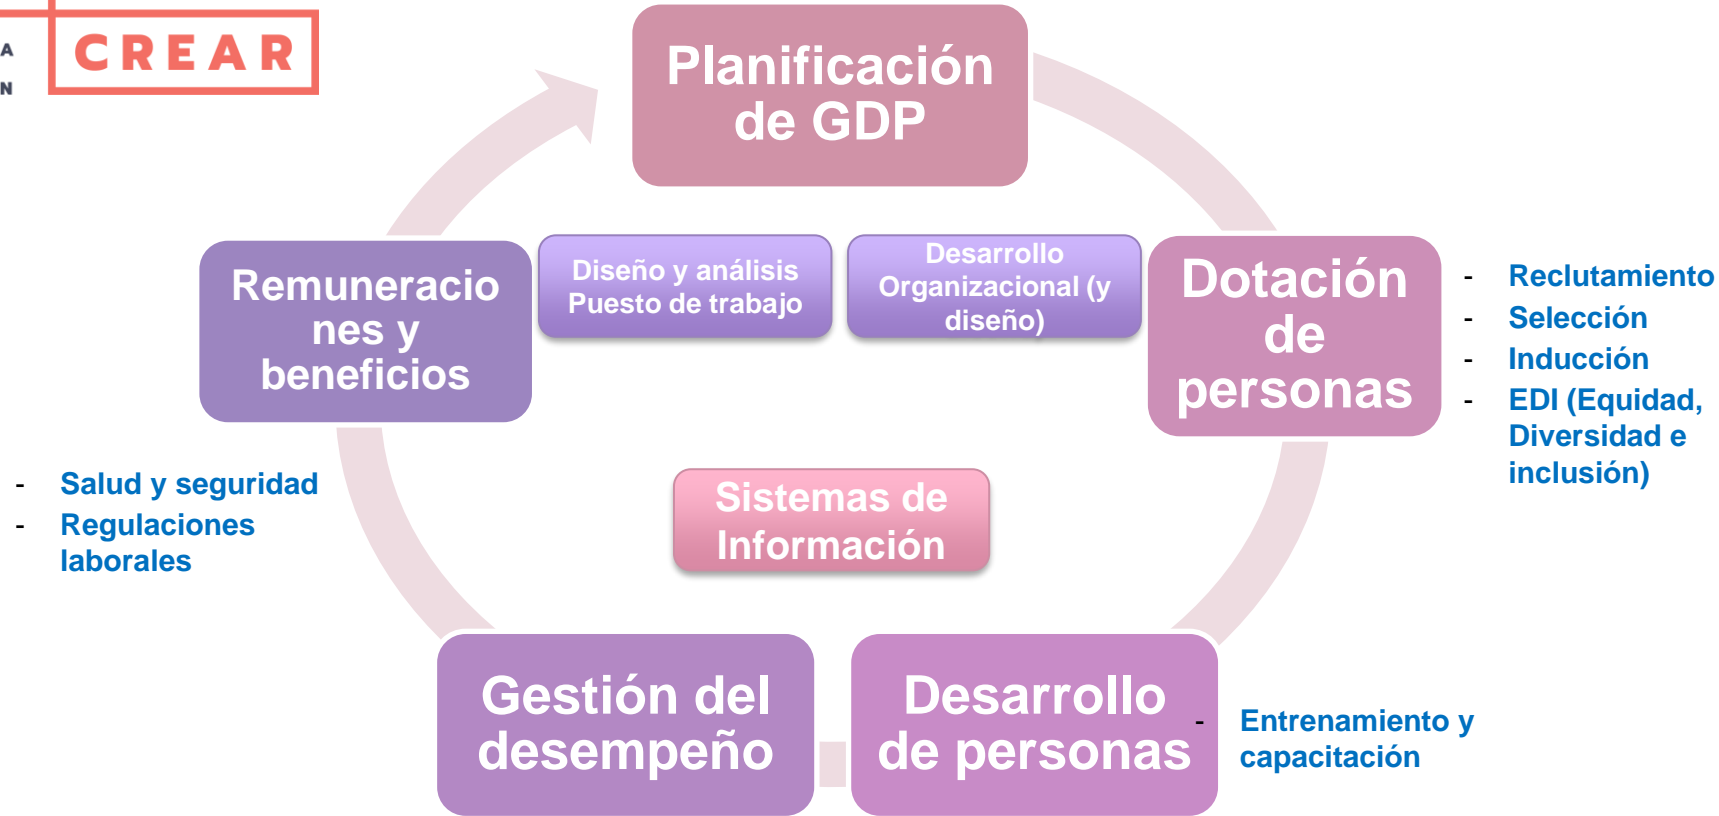 A
N
CREAR
Planificación
de GDP
Diseño y análisis
Puesto de trabajo
Desarrollo
Organizacional (y
diseño)
Remuneracio
nes y
beneficios
Dotación
de
personas
- Reclutamiento
- Selección
- Inducción
- EDI (Equidad,
Diversidad e
inclusión)
- Salud y seguridad
- Regulaciones
laborales
Sistemas de
Información
Gestión del
desempeño
Desarrollo
de personas
- Entrenamiento y
capacitación